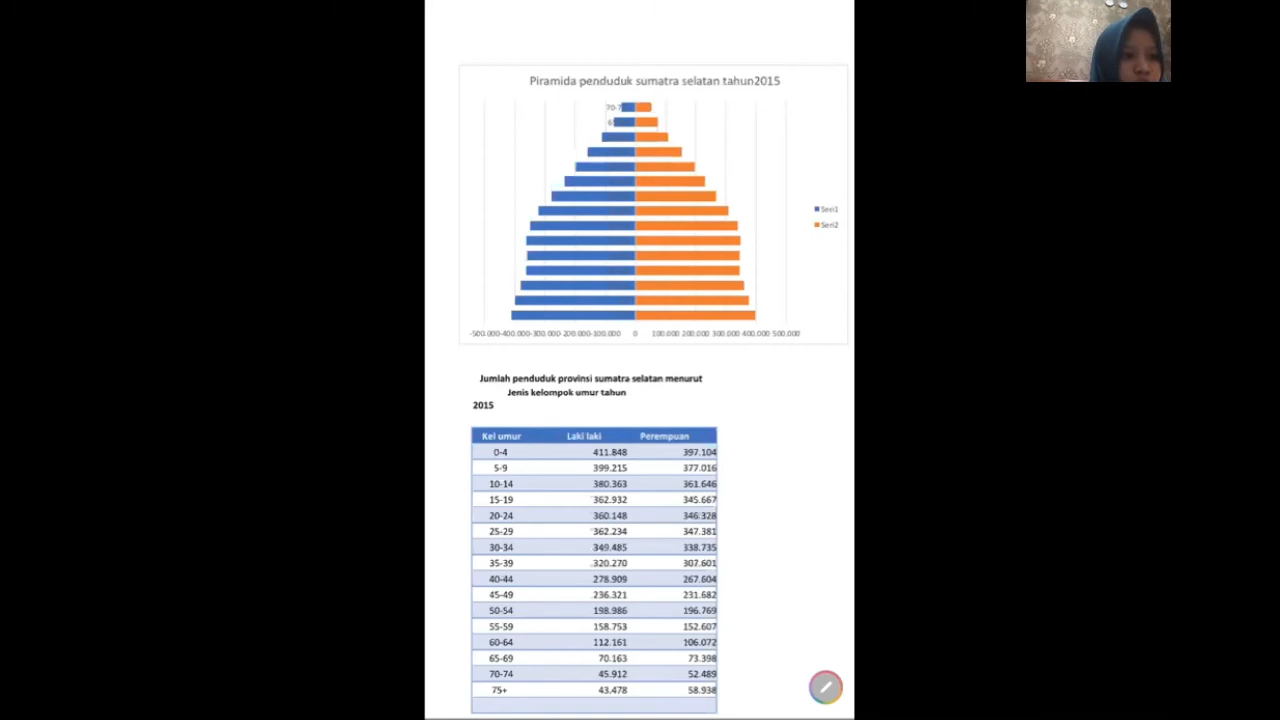 Piramida penduduk sumatra selatan tahun2015
70-7
6
Seri1
Seri2
-500.000-400.000-300.000-200.000-100.000 0 100.000 200.000 300.000 400.000 500.000
Jumlah penduduk provinsi sumatra selatan menurut
Jenis kelompok umur tahun
2015
Kel umur Laki laki Perempuan
0-4 411.848 397.104
5-9 399.215 377.016
10-14 380.363 361.646
15-19 362.932 345.667
20-24 360.148 346.328
25-29 362.234 347.381
30-34 349.485 338.735
35-39 320.270 307.601
40-44 278.909 267.604
45-49 236.321 231.682
50-54 198.986 196.769
55-59 158.753 152.607
60-64 112.161 106.072
65-69 70.163 73.398
70-74 45.912 52.489
75+ 43.478 58.938